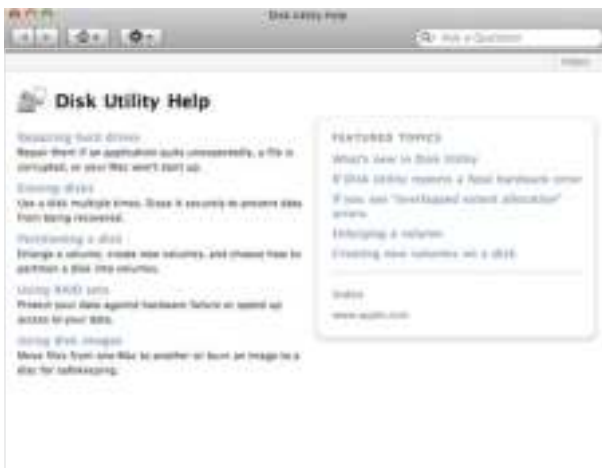 Disk Utility Help
Ask a Question
Index
Disk Utility Help
Repairing hard drives
Repair them if an application quits unexpectedly, a file is
corrupted, or your Mac won't start up.
Erasing disks
Use a disk multiple times. Erase it securely to prevent data
from being recovered.
Partitioning a disk
Enlarge a volume, create new volumes, and choose how to
partition a disk into volumes.
Using RAID sets
Protect your data against hardware failure or speed up
access to your data.
Using disk images
Move files from one Mac to another or burn an image to a
disc for safekeeping.
FEATURED TOPICS
What's new in Disk Utility
If Disk Utility reports a fatal hardware error
If you see "overlapped extent allocation"
errors
Enlarging a volume
Creating new volumes on a disk
Index
www.apple.com